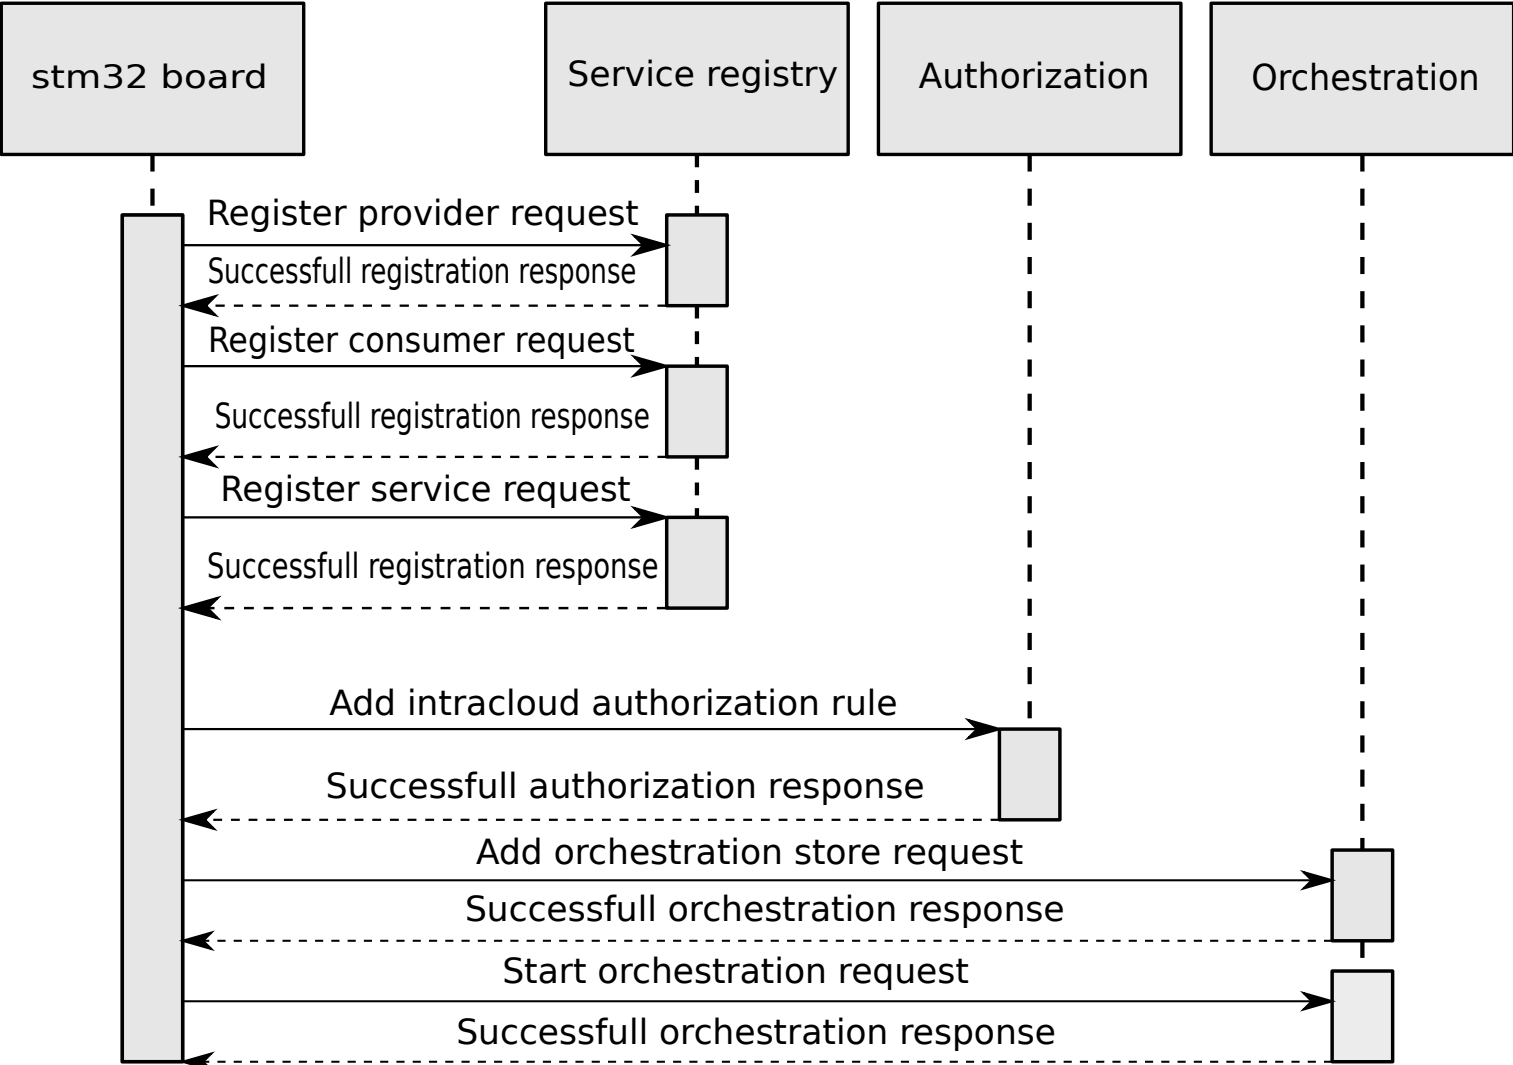 stm32 board
Service registry
Authorization
Orchestration
Register provider request
Successfull registration response
Register consumer request
Successfull registration response
Register service request
Successfull registration response
Add intracloud authorization rule
Successfull authorization response
Add orchestration store request
Successfull orchestration response
Start orchestration request
Successfull orchestration response